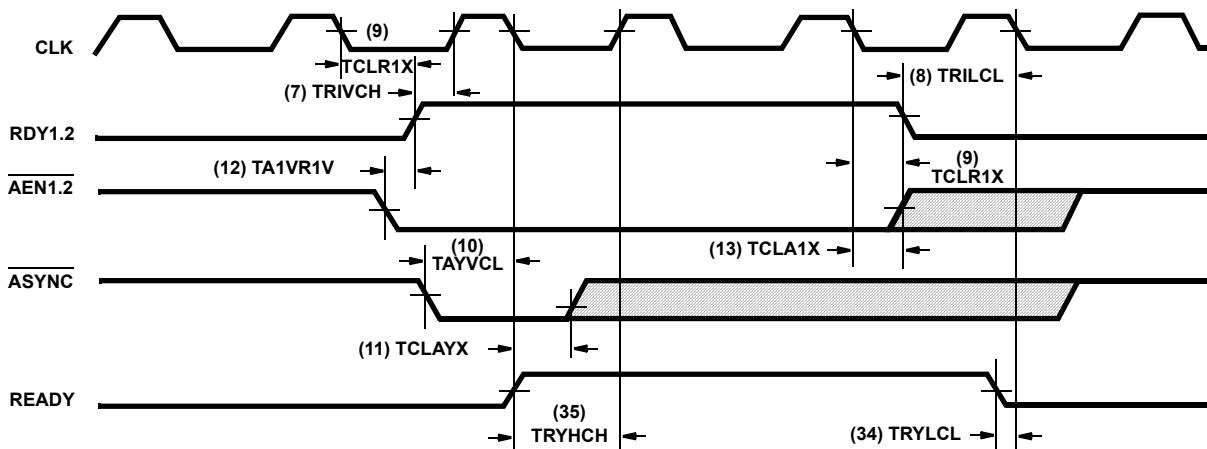 CLK
(9)
TCLR1X
(7) TRIVCH
(8) TRILCL
RDY1.2
(12) TA1VR1V
(9)
TCLR1X
AEN1.2
(10)
TAYVCL
(13) TCLA1X
ASYNC
(11) TCLAYX
READY
(35)
TRYHCH
(34) TRYLCL